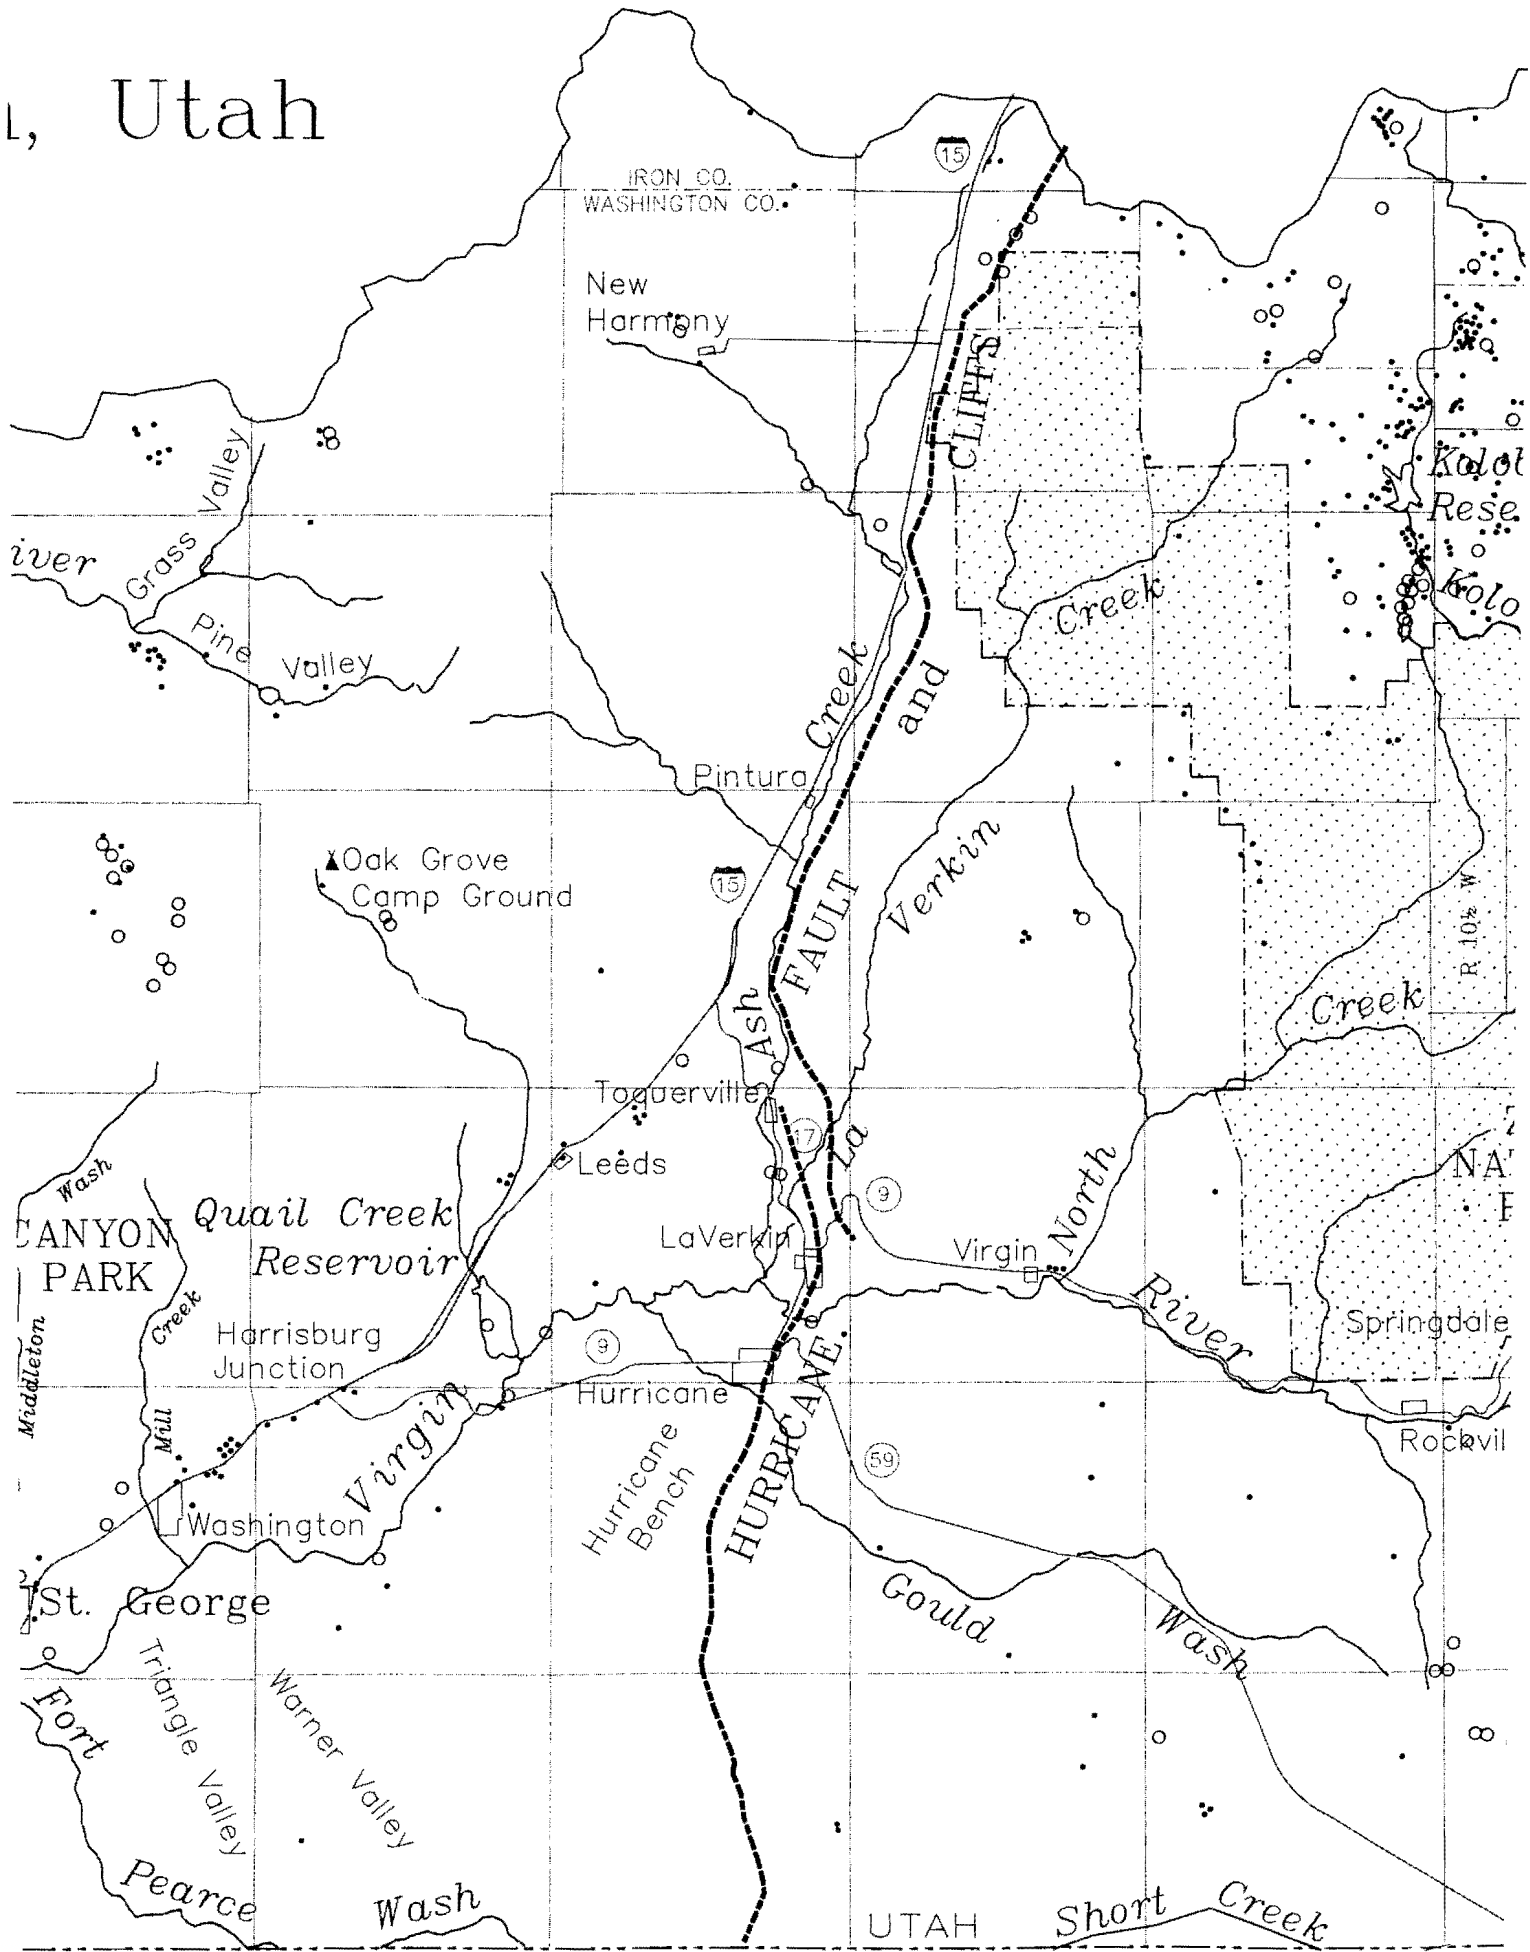 , Utah
15
IRON CO.
WASHINGTON CO.
New
Harmony
CLIFFS
Grass Valley
iver
Pine Valley
Kolob
Rese
Kolo
Creek
Creek
and
Pintura
Oak Grove
Camp Ground
15
FAULT
Verkin
R 10½ W
Creek
Ash
Toquerville
17
La
Leeds
Wash
CANYON
PARK
Quail Creek
Reservoir
9
North
NA
LaVerkin
Virgin
River
Springdale
Creek
Middleton
Harrisburg
Junction
9
Hurricane
HURRICANE
Mill
Virgin
Hurricane
Bench
59
Rockvil
Washington
St. George
Gould
Wash
Triangle Valley
Warner Valley
Fort
Pearce
Wash
UTAH
Short Creek